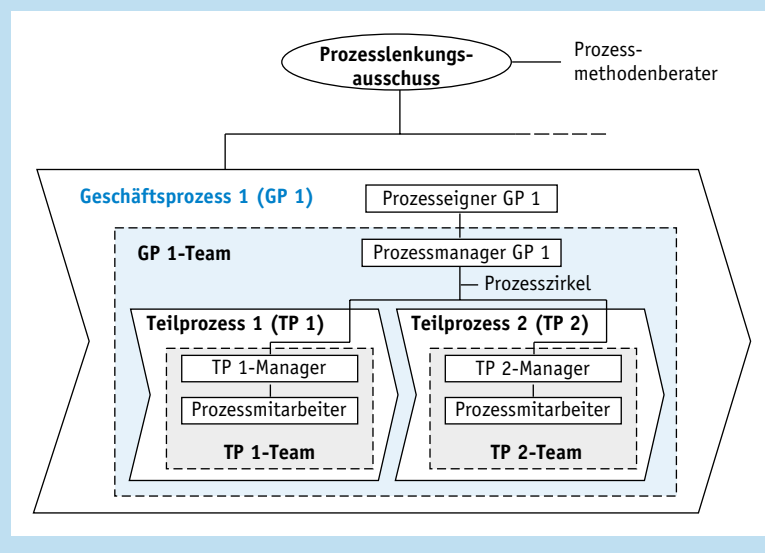 Prozesslenkungs-
ausschuss
Prozess-
methodenberater
Geschäftsprozess 1 (GP 1)
Prozesseigner GP 1
GP 1-Team
Prozessmanager GP 1
Prozesszirkel
Teilprozess 1 (TP 1)
Teilprozess 2 (TP 2)
TP 1-Manager
TP 2-Manager
Prozessmitarbeiter
Prozessmitarbeiter
TP 1-Team
TP 2-Team